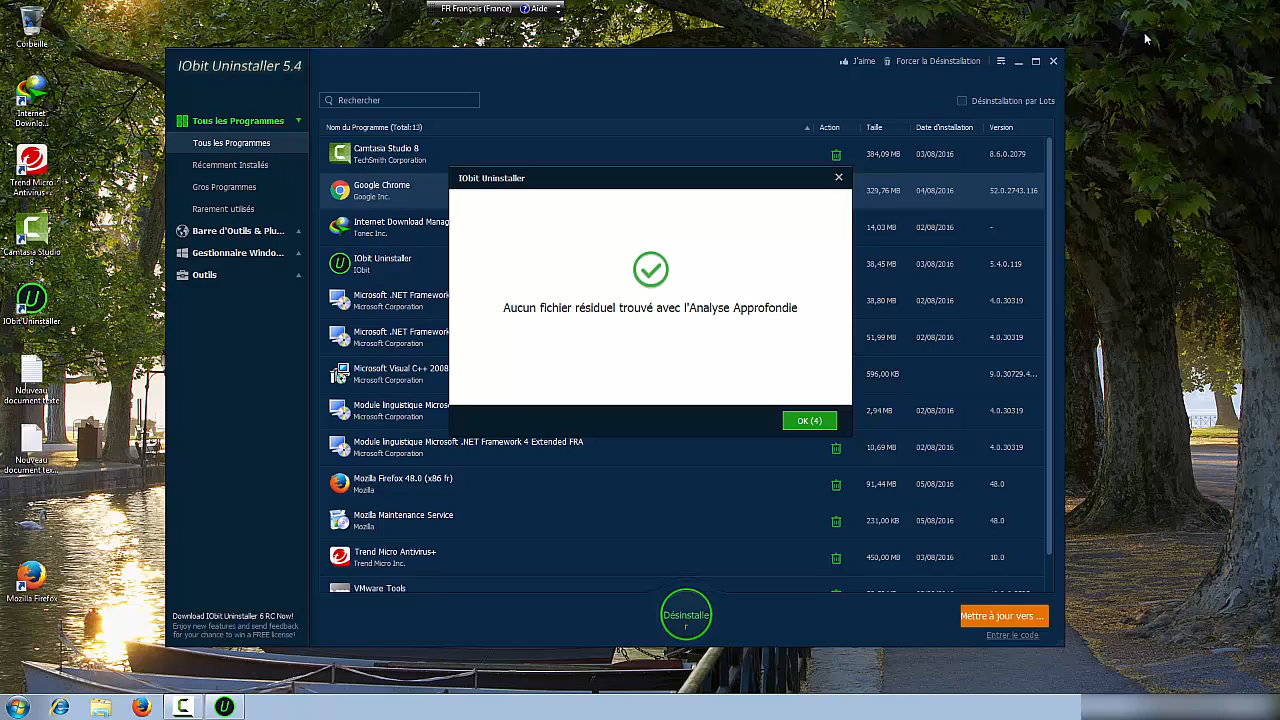 FR Français (France) Aide
Corbeille
Internet
Downlo...
Trend Micro
Antivirus+
Camtasia Studio
8
IObit Uninstaller
Nouveau
document texte
Nouveau
document text...
Mozilla Firefox
IObit Uninstaller 5.4
J'aime Forcer la Désinstallation
Rechercher
Désinstallation par Lots
Tous les Programmes
Tous les Programmes
Récemment Installés
Gros Programmes
Rarement utilisés
Barre d'Outils & Plu...
Gestionnaire Windo...
Outils
Nom du Programme (Total:13) Action Taille Date d'installation Version
Camtasia Studio 8
TechSmith Corporation
384,09 MB 03/08/2016 8.6.0.2079
Google Chrome
Google Inc.
329,76 MB 04/08/2016 52.0.2743.116
Internet Download Manag
Tonec Inc.
14,03 MB 02/08/2016 -
IObit Uninstaller
IObit
38,45 MB 03/08/2016 5.4.0.119
Microsoft .NET Framework
Microsoft Corporation
38,80 MB 02/08/2016 4.0.30319
Microsoft .NET Framework
Microsoft Corporation
51,99 MB 02/08/2016 4.0.30319
Microsoft Visual C++ 2008
Microsoft Corporation
596,00 KB 03/08/2016 9.0.30729.4...
Module linguistique Micros
Microsoft Corporation
2,94 MB 02/08/2016 4.0.30319
Module linguistique Microsoft .NET Framework 4 Extended FRA
Microsoft Corporation
10,69 MB 02/08/2016 4.0.30319
Mozilla Firefox 48.0 (x86 fr)
Mozilla
91,44 MB 05/08/2016 48.0
Mozilla Maintenance Service
Mozilla
231,00 KB 05/08/2016 48.0
Trend Micro Antivirus+
Trend Micro Inc.
450,00 MB 03/08/2016 10.0
VMware Tools
IObit Uninstaller
Aucun fichier résiduel trouvé avec l'Analyse Approfondie
OK (4)
Download IObit Uninstaller 6 RC Now!
Enjoy new features and send feedback
for your chance to win a FREE license!
Désinstalle
r
Mettre à jour vers ...
Entrer le code